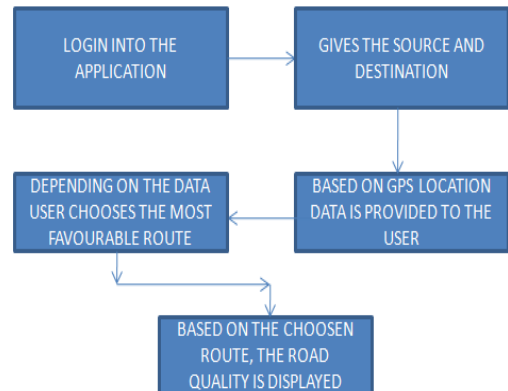 LOGIN INTO THE
APPLICATION
GIVES THE SOURCE AND
DESTINATION
BASED ON GPS LOCATION
DATA IS PROVIDED TO THE
USER
DEPENDING ON THE DATA
USER CHOOSES THE MOST
FAVOURABLE ROUTE
BASED ON THE CHOOSEN
ROUTE, THE ROAD
QUALITY IS DISPLAYED